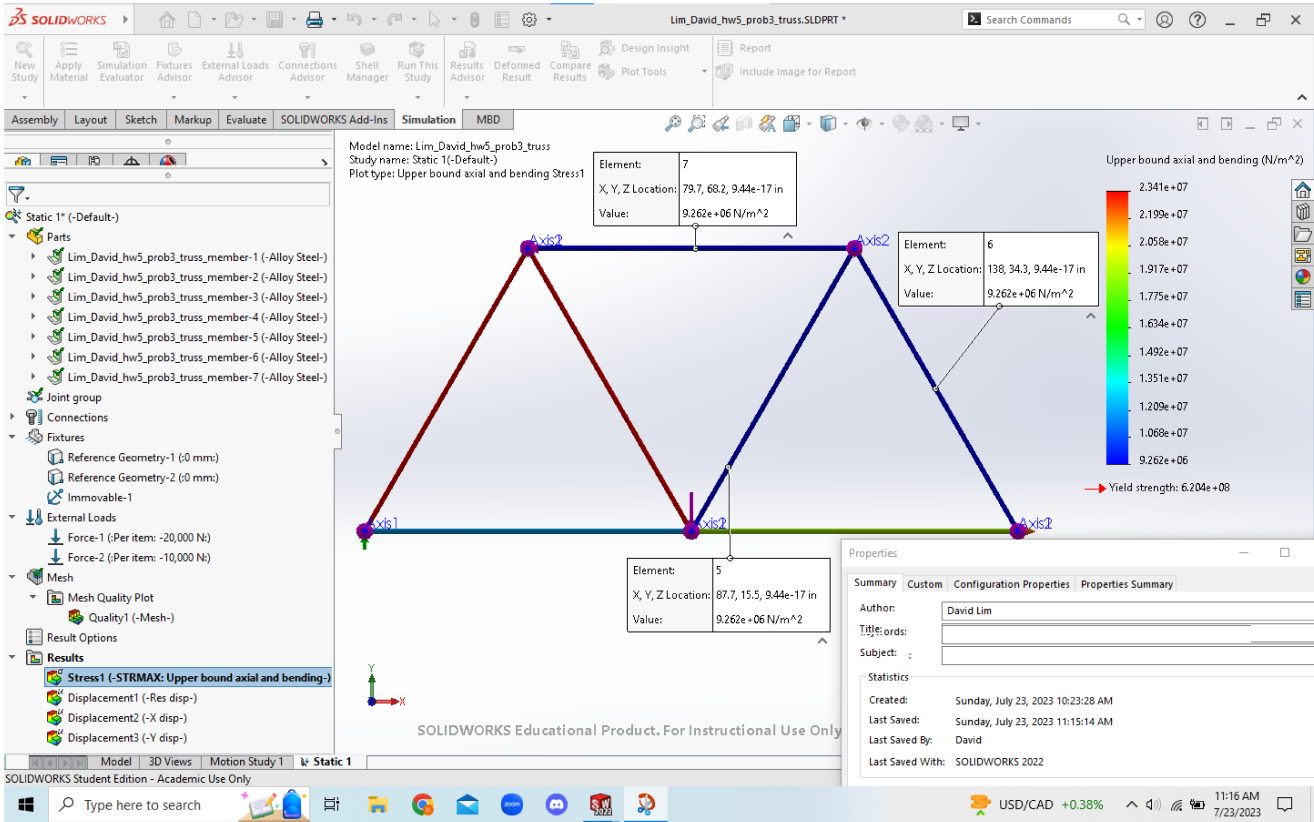 SOLIDWORKS
Lim_David_hw5_prob3_truss.SLDPRT *
Search Commands
New Study
Apply Material
Simulation Evaluator
Fixtures Advisor
External Loads Advisor
Connections Advisor
Shell Manager
Run This Study
Results Advisor
Deformed Result
Compare Results
Design Insight
Plot Tools
Report
Include Image for Report
Assembly Layout Sketch Markup Evaluate SOLIDWORKS Add-Ins Simulation MBD
Static 1* (-Default-)
Parts
Lim_David_hw5_prob3_truss_member-1 (-Alloy Steel-)
Lim_David_hw5_prob3_truss_member-2 (-Alloy Steel-)
Lim_David_hw5_prob3_truss_member-3 (-Alloy Steel-)
Lim_David_hw5_prob3_truss_member-4 (-Alloy Steel-)
Lim_David_hw5_prob3_truss_member-5 (-Alloy Steel-)
Lim_David_hw5_prob3_truss_member-6 (-Alloy Steel-)
Lim_David_hw5_prob3_truss_member-7 (-Alloy Steel-)
Joint group
Connections
Fixtures
Reference Geometry-1 (:0 mm:)
Reference Geometry-2 (:0 mm:)
Immovable-1
External Loads
Force-1 (:Per item: -20,000 N:)
Force-2 (:Per item: -10,000 N:)
Mesh
Mesh Quality Plot
Quality1 (-Mesh-)
Result Options
Results
Stress1 (-STRMAX: Upper bound axial and bending-)
Displacement1 (-Res disp-)
Displacement2 (-X disp-)
Displacement3 (-Y disp-)
Model name: Lim_David_hw5_prob3_truss
Study name: Static 1(-Default-)
Plot type: Upper bound axial and bending Stress1
Element: 7
X, Y, Z Location: 79.7, 68.2, 9.44e-17 in
Value: 9.262e+06 N/m^2
Element: 6
X, Y, Z Location: 138, 34.3, 9.44e-17 in
Value: 9.262e+06 N/m^2
Element: 5
X, Y, Z Location: 87.7, 15.5, 9.44e-17 in
Value: 9.262e+06 N/m^2
Axis2
Axis1
Y
X
Upper bound axial and bending (N/m^2)
2.341e+07
2.199e+07
2.058e+07
1.917e+07
1.775e+07
1.634e+07
1.492e+07
1.351e+07
1.209e+07
1.068e+07
9.262e+06
Yield strength: 6.204e+08
SOLIDWORKS Educational Product. For Instructional Use Only
Properties
Summary Custom Configuration Properties Properties Summary
Author: David Lim
Title:
ords:
Subject:
Statistics
Created: Sunday, July 23, 2023 10:23:28 AM
Last Saved: Sunday, July 23, 2023 11:15:14 AM
Last Saved By: David
Last Saved With: SOLIDWORKS 2022
Model 3D Views Motion Study 1 Static 1
SOLIDWORKS Student Edition - Academic Use Only
Type here to search
zoom
SW
2022
USD/CAD +0.38%
11:16 AM
7/23/2023